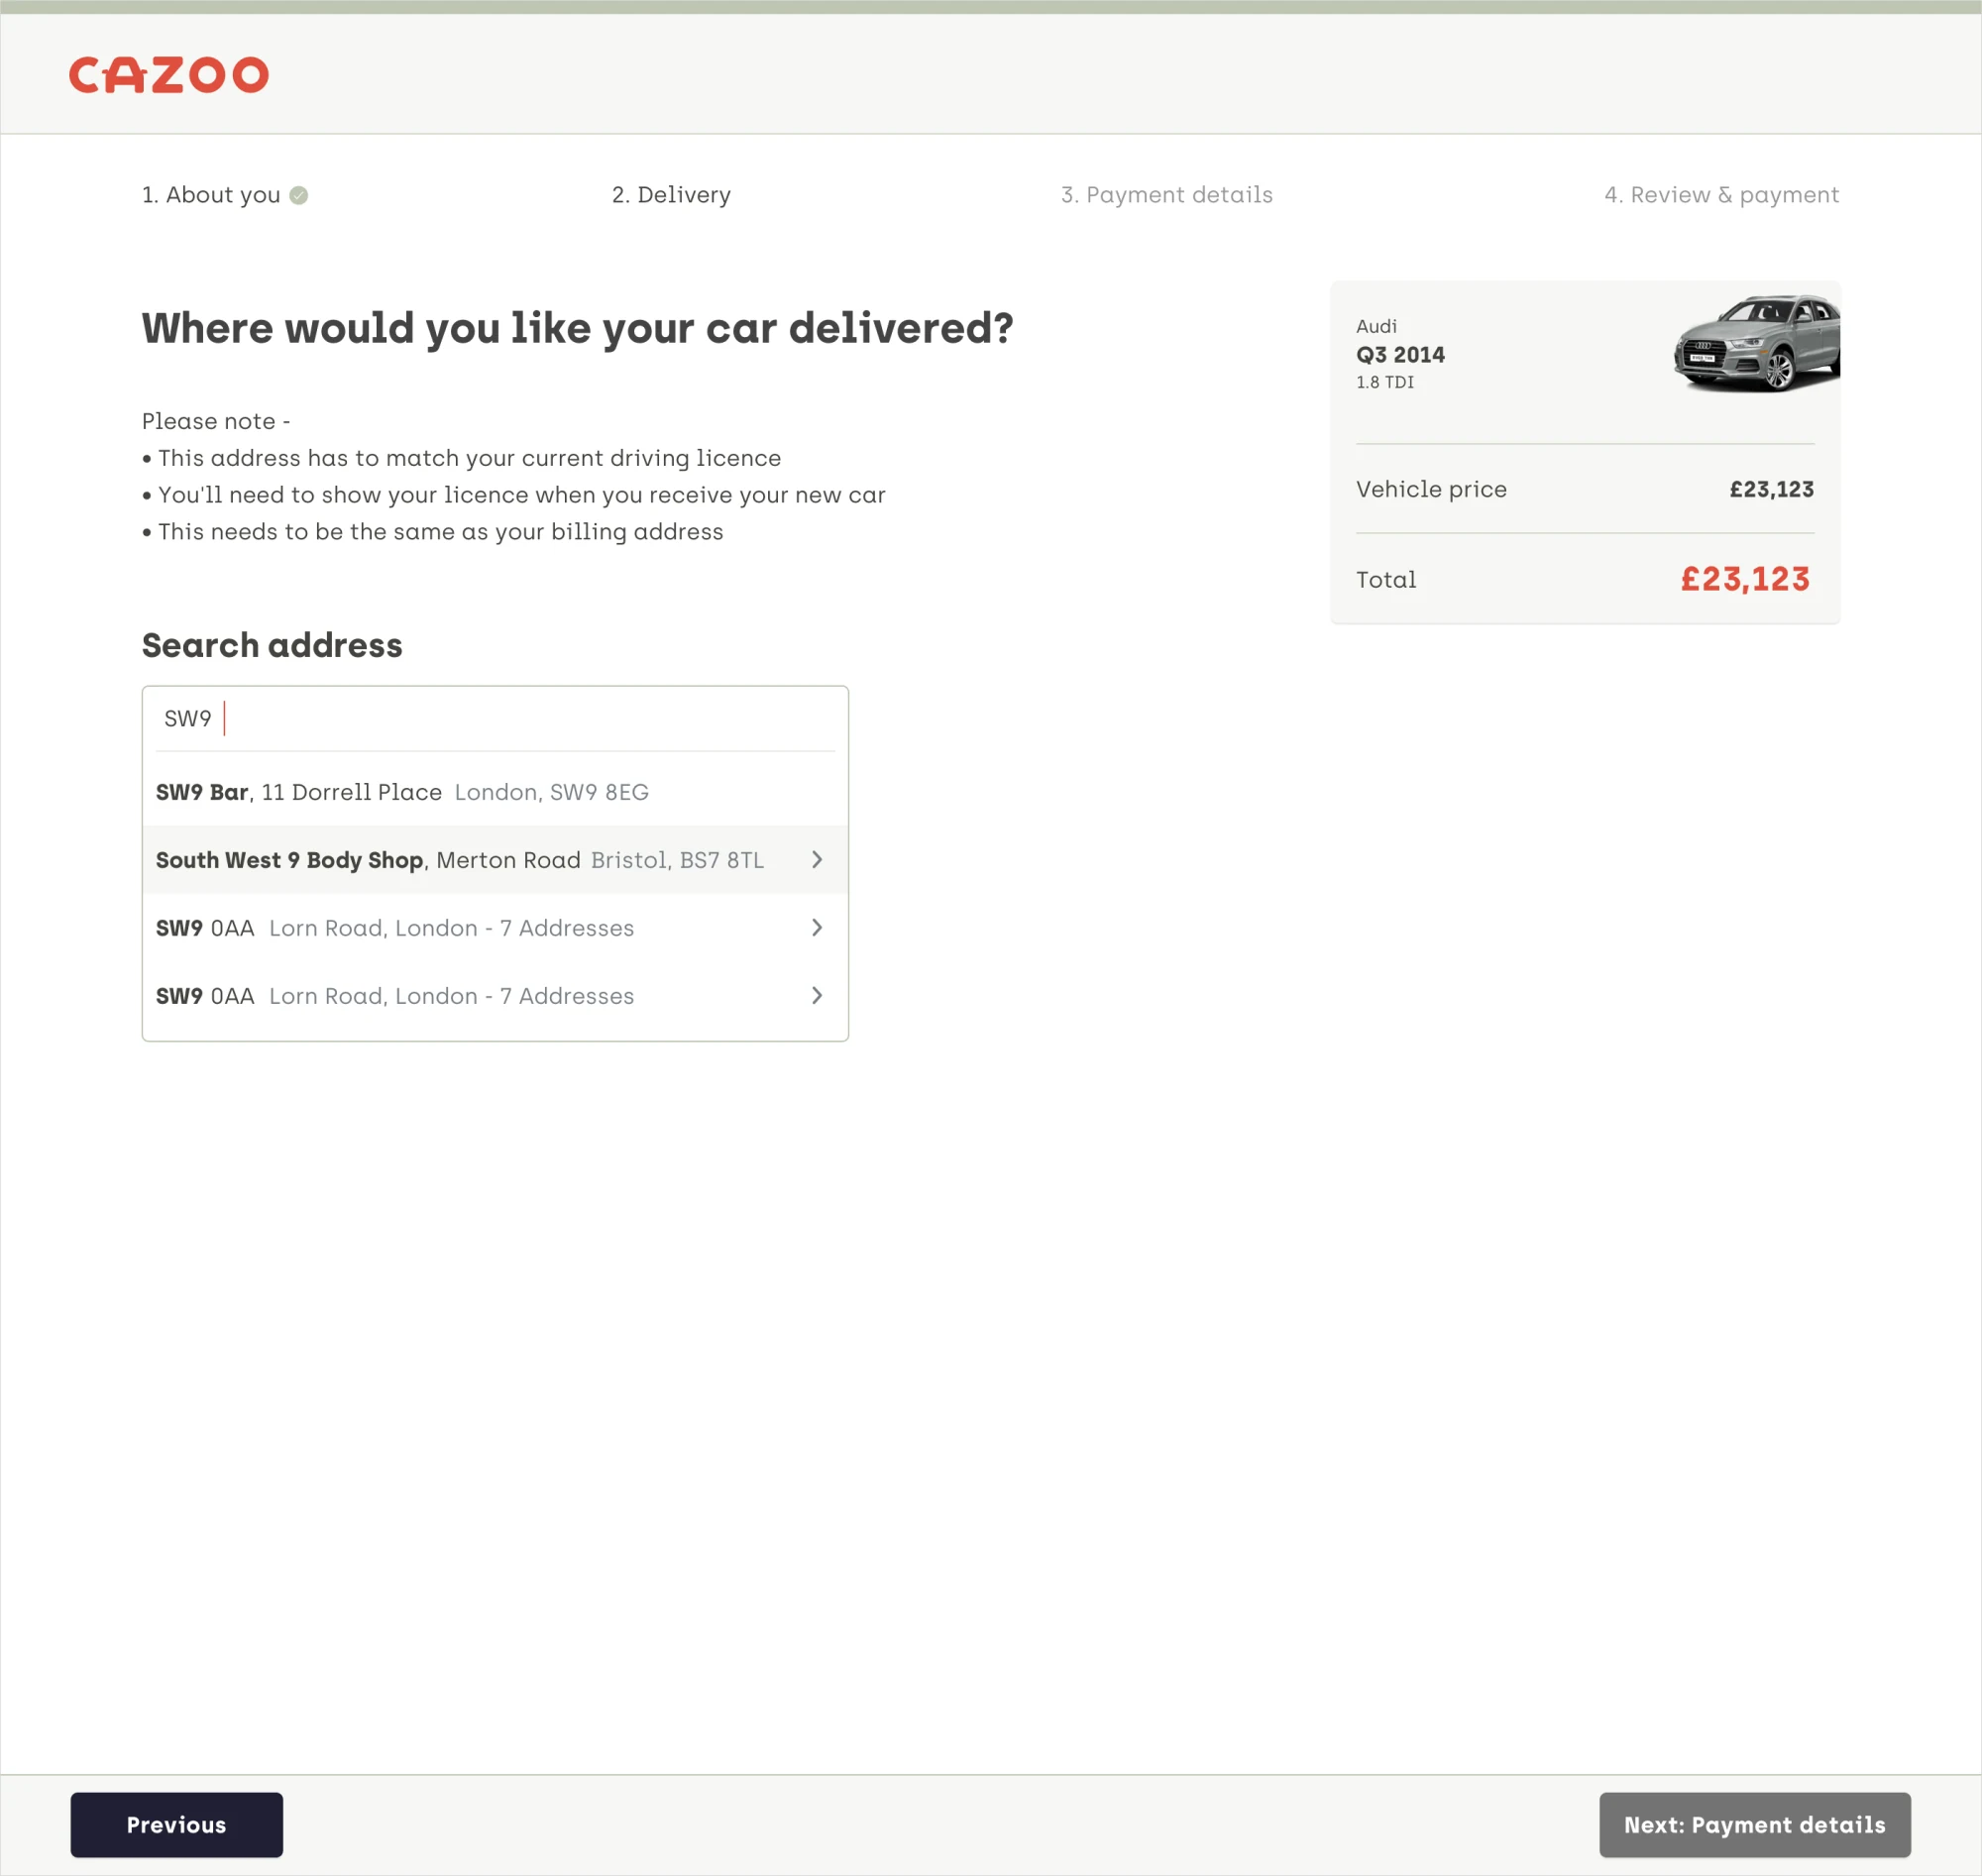 CAZOO
1. About you
2. Delivery
3. Payment details
4. Review & payment
Where would you like your car delivered?
Please note -
• This address has to match your current driving licence
• You'll need to show your licence when you receive your new car
• This needs to be the same as your billing address
Audi
Q3 2014
1.8 TDI
Vehicle price £23,123
Total £23,123
Search address
SW9
SW9 Bar, 11 Dorrell Place London, SW9 8EG
South West 9 Body Shop, Merton Road Bristol, BS7 8TL
SW9 0AA Lorn Road, London - 7 Addresses
SW9 0AA Lorn Road, London - 7 Addresses
Previous
Next: Payment details